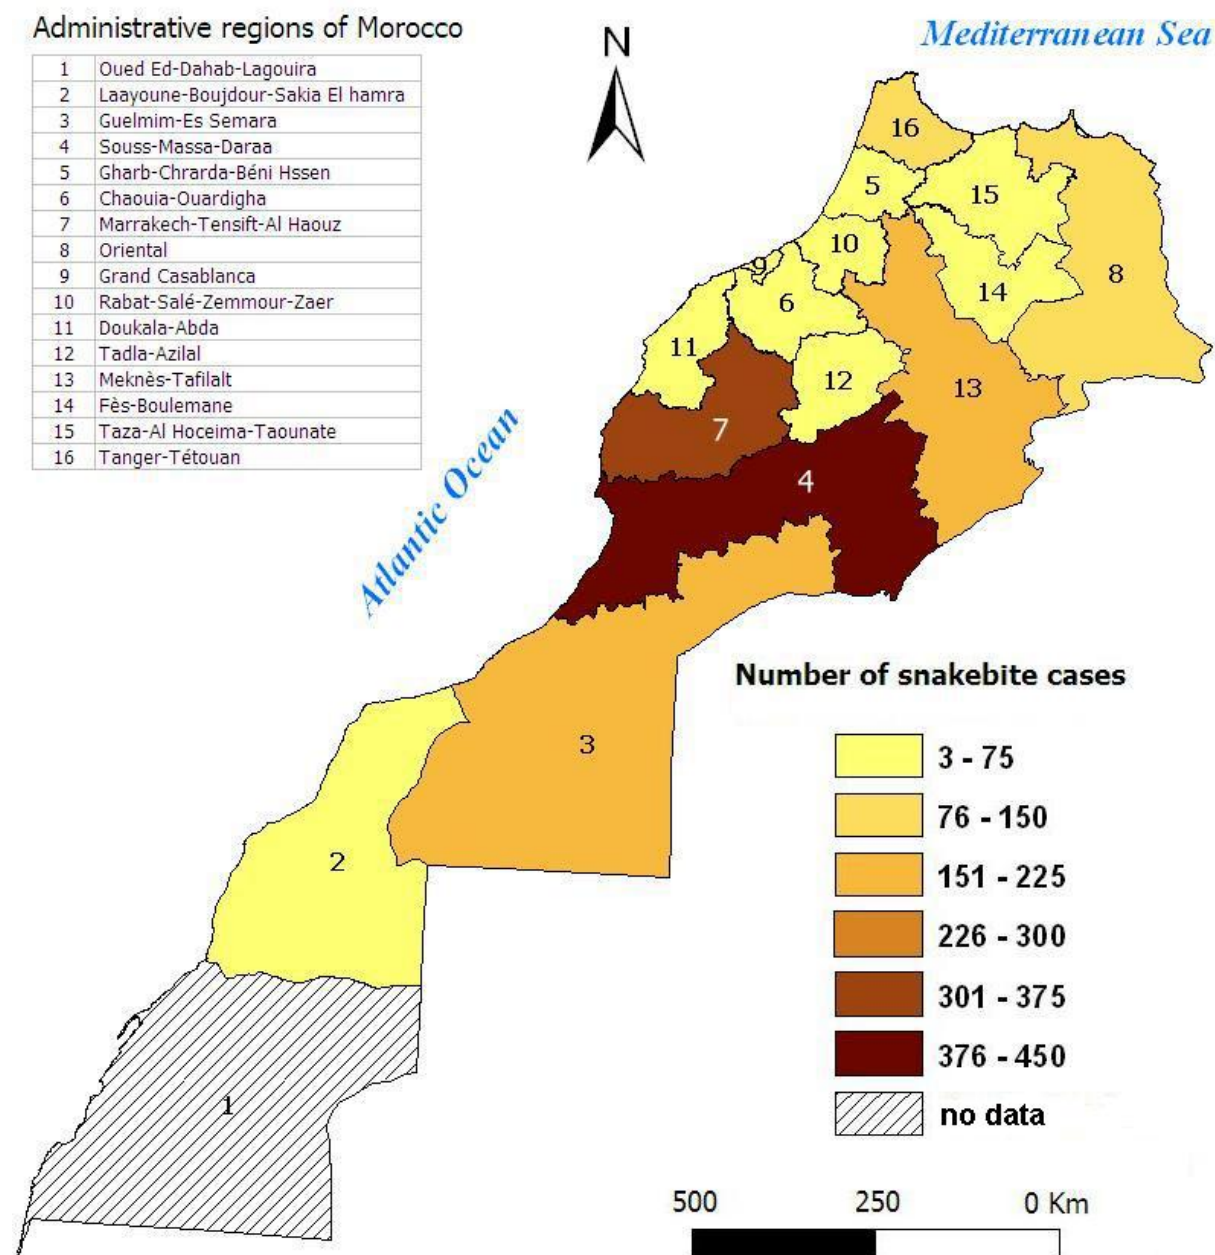 Administrative regions of Morocco
1 Oued Ed-Dahab-Lagouira
2 Laayoune-Boujdour-Sakia El hamra
3 Guelmim-Es Semara
4 Souss-Massa-Daraa
5 Gharb-Chrarda-Béni Hssen
6 Chaouia-Ouardigha
7 Marrakech-Tensift-Al Haouz
8 Oriental
9 Grand Casablanca
10 Rabat-Salé-Zemmour-Zaer
11 Doukala-Abda
12 Tadla-Azilal
13 Meknès-Tafilalt
14 Fès-Boulemane
15 Taza-Al Hoceima-Taounate
16 Tanger-Tétouan
N
Mediterranean Sea
Atlantic Ocean
16
5
15
10
9
8
6
14
11
12
13
7
4
3
2
1
Number of snakebite cases
3 - 75
76 - 150
151 - 225
226 - 300
301 - 375
376 - 450
no data
500 250 0 Km